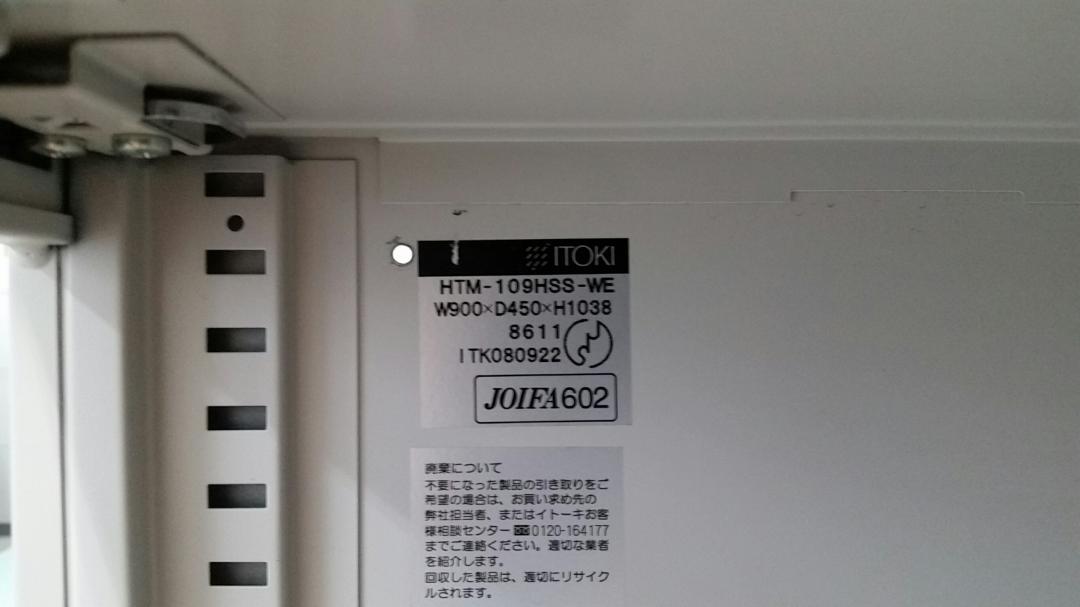 ITOKI
HTM-109HSS-WE
W900×D450×H1038
8611
ITK080922
JOIFA602
廃棄について
不要になった製品の引き取りをご
希望の場合は、お買い求め先の
弊社担当者、またはイトーキお客
様相談センター 0120-164177
までご連絡ください。適切な業者
を紹介します。
回収した製品は、適切にリサイク
ルされます。